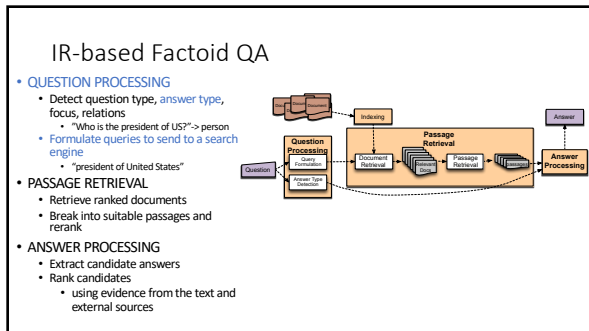 IR-based Factoid QA
• QUESTION PROCESSING
• Detect question type, answer type,
focus, relations
• "Who is the president of US?"-> person
• Formulate queries to send to a search
engine
• "president of United States"
• PASSAGE RETRIEVAL
• Retrieve ranked documents
• Break into suitable passages and
rerank
• ANSWER PROCESSING
• Extract candidate answers
• Rank candidates
• using evidence from the text and
external sources
Document
Indexing
Answer
Question
Processing
Query
Formulation
Answer Type
Detection
Question
Passage
Retrieval
Document
Retrieval
Relevant
Docs
Passage
Retrieval
passages
Answer
Processing